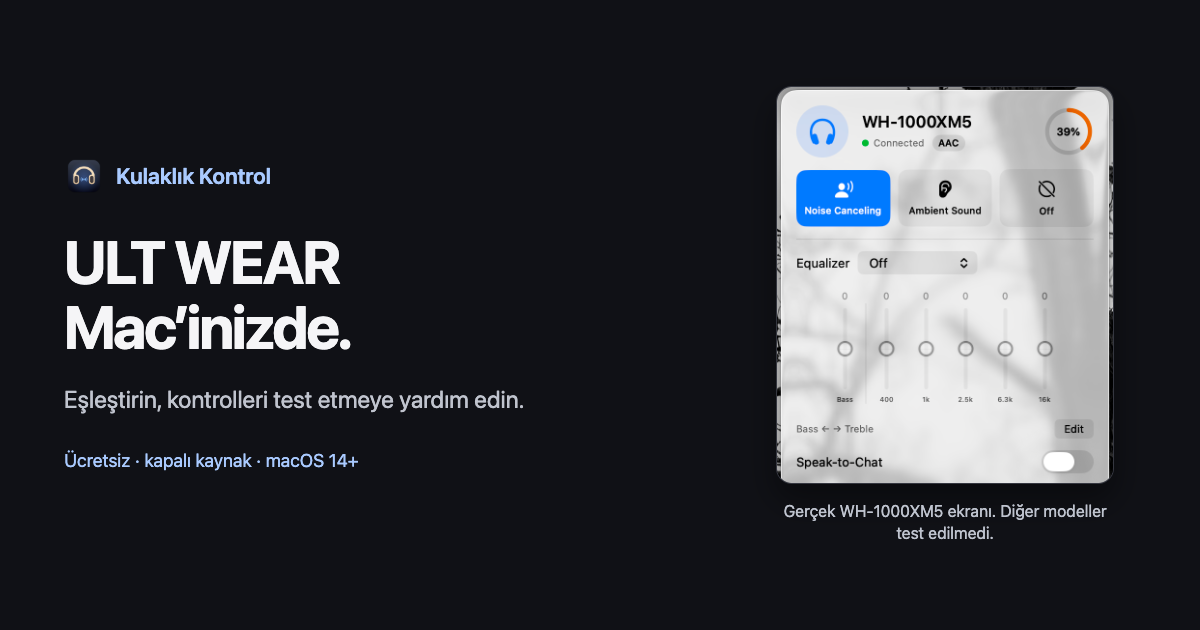 Kulaklık Kontrol
ULT WEAR
Mac’inizde.
Eşleştirin, kontrolleri test etmeye yardım edin.
Ücretsiz · kapalı kaynak · macOS 14+
WH-1000XM5
Connected AAC
39%
Noise Canceling
Ambient Sound
Off
Equalizer Off
0 0 0 0 0 0
Bass 400 1k 2.5k 6.3k 16k
Bass ← → Treble
Edit
Speak-to-Chat
Gerçek WH-1000XM5 ekranı. Diğer modeller
test edilmedi.